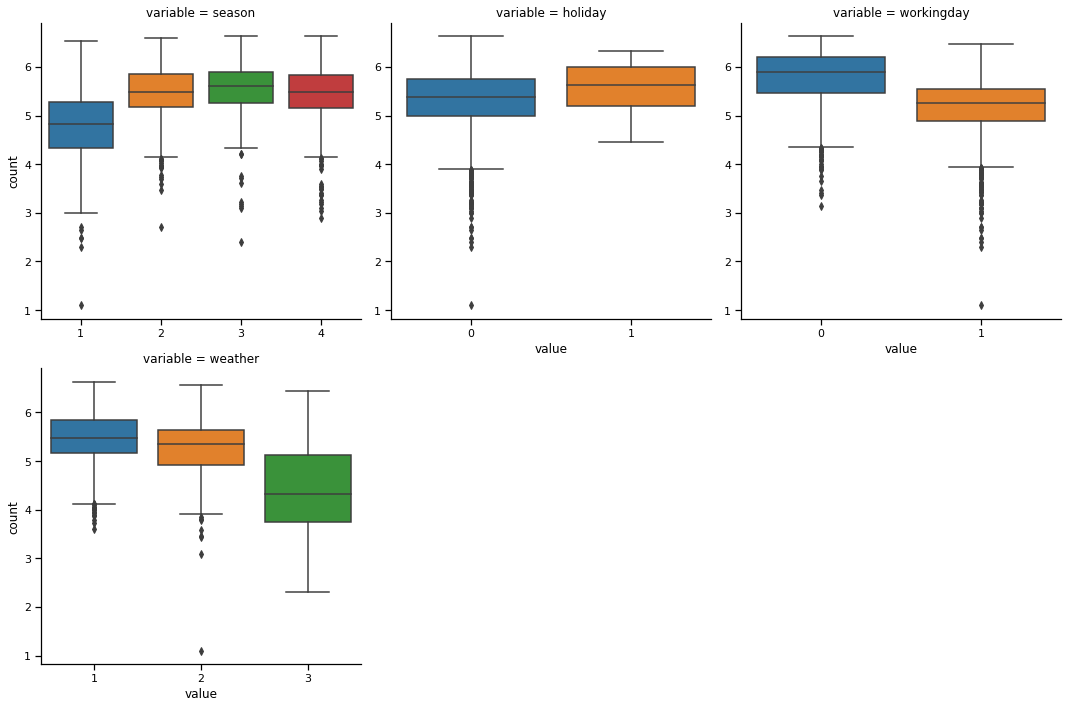 variable = season
6
5
4
3
2
1
count
1 2 3 4
variable = holiday
0 1
value
variable = workingday
0 1
value
variable = weather
6
5
4
3
2
1
count
1 2 3
value